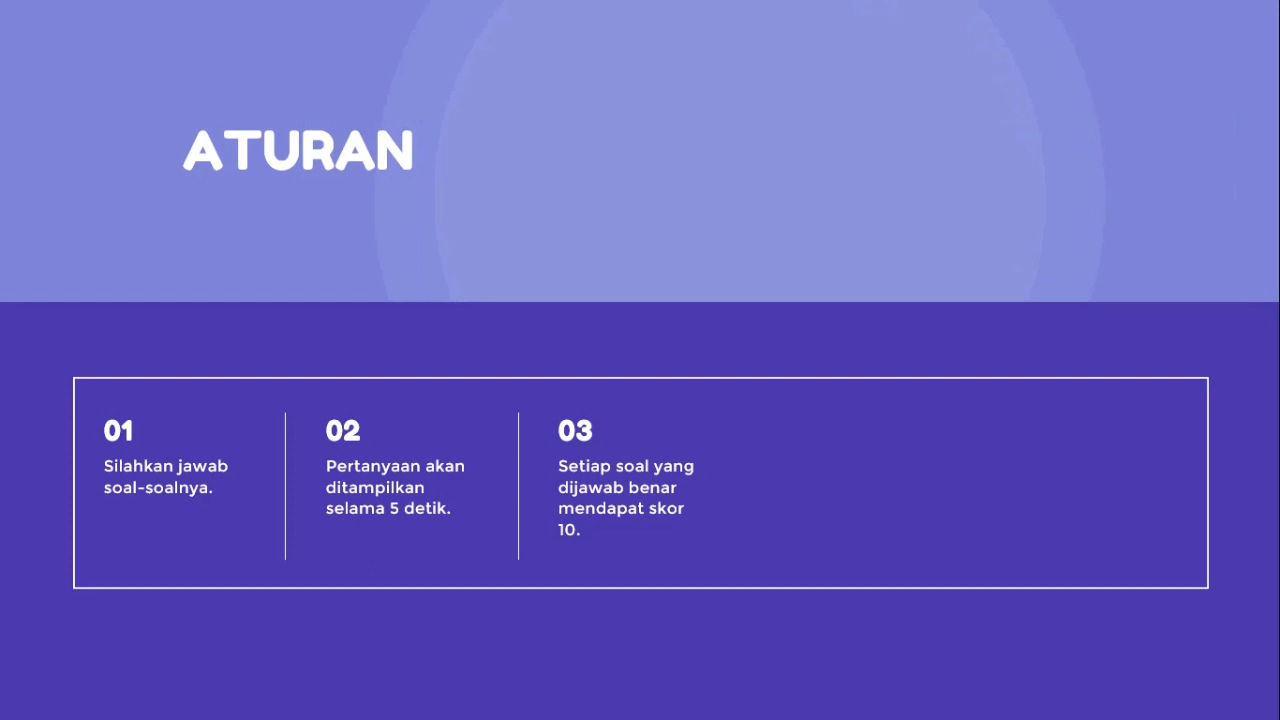 ATURAN
01
Silahkan jawab
soal-soalnya.
02
Pertanyaan akan
ditampilkan
selama 5 detik.
03
Setiap soal yang
dijawab benar
mendapat skor
10.